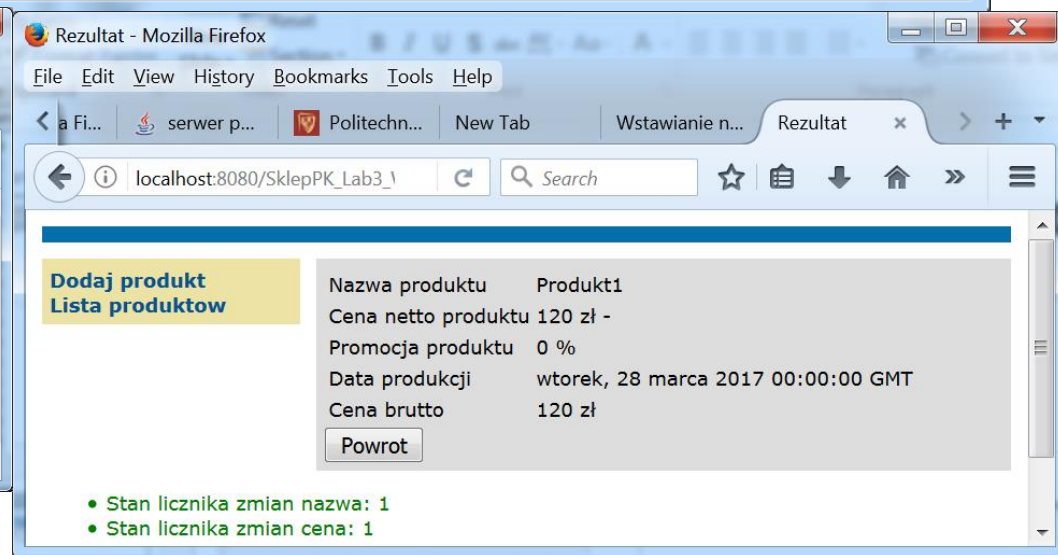 Rezultat - Mozilla Firefox
File Edit View History Bookmarks Tools Help
a Fi... serwer p... Politechn... New Tab Wstawianie n... Rezultat
localhost:8080/SklepPK_Lab3_ Search
Dodaj produkt
Lista produktow
Nazwa produktu Produkt1
Cena netto produktu 120 zł -
Promocja produktu 0 %
Data produkcji wtorek, 28 marca 2017 00:00:00 GMT
Cena brutto 120 zł
Powrot
Stan licznika zmian nazwa: 1
Stan licznika zmian cena: 1